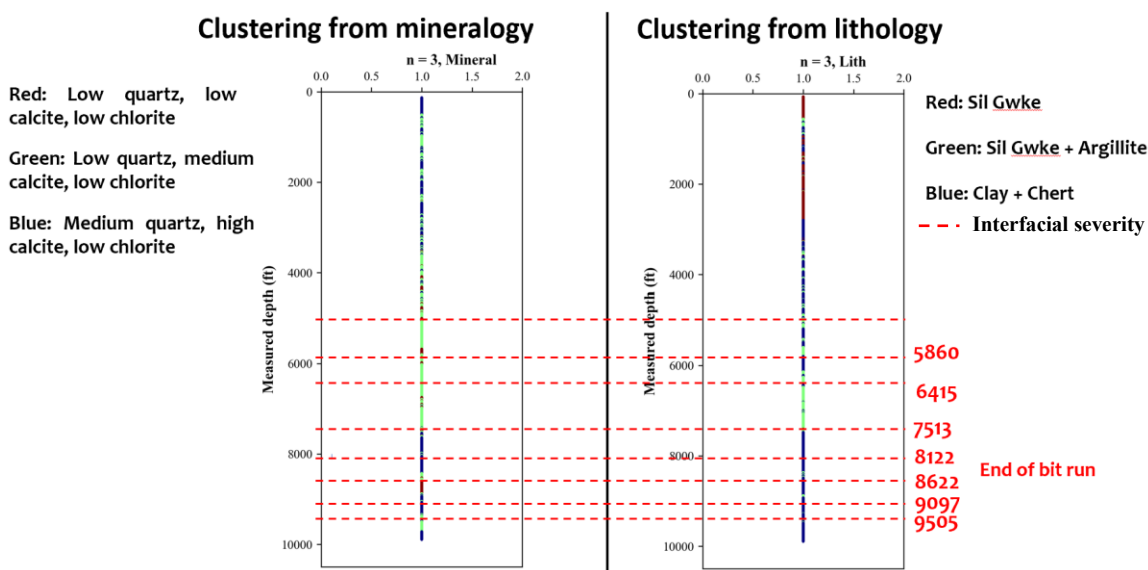 Clustering from mineralogy
n = 3, Mineral
0.0 0.5 1.0 1.5 2.0
Red: Low quartz, low
calcite, low chlorite
Green: Low quartz, medium
calcite, low chlorite
Blue: Medium quartz, high
calcite, low chlorite
Measured depth (ft)
0
2000
4000
6000
8000
10000
Clustering from lithology
n = 3, Lith
0.0 0.5 1.0 1.5 2.0
Measured depth (ft)
0
2000
4000
6000
8000
10000
Red: Sil Gwke
Green: Sil Gwke + Argillite
Blue: Clay + Chert
Interfacial severity
5860
6415
7513
8122
8622
9097
9505
End of bit run